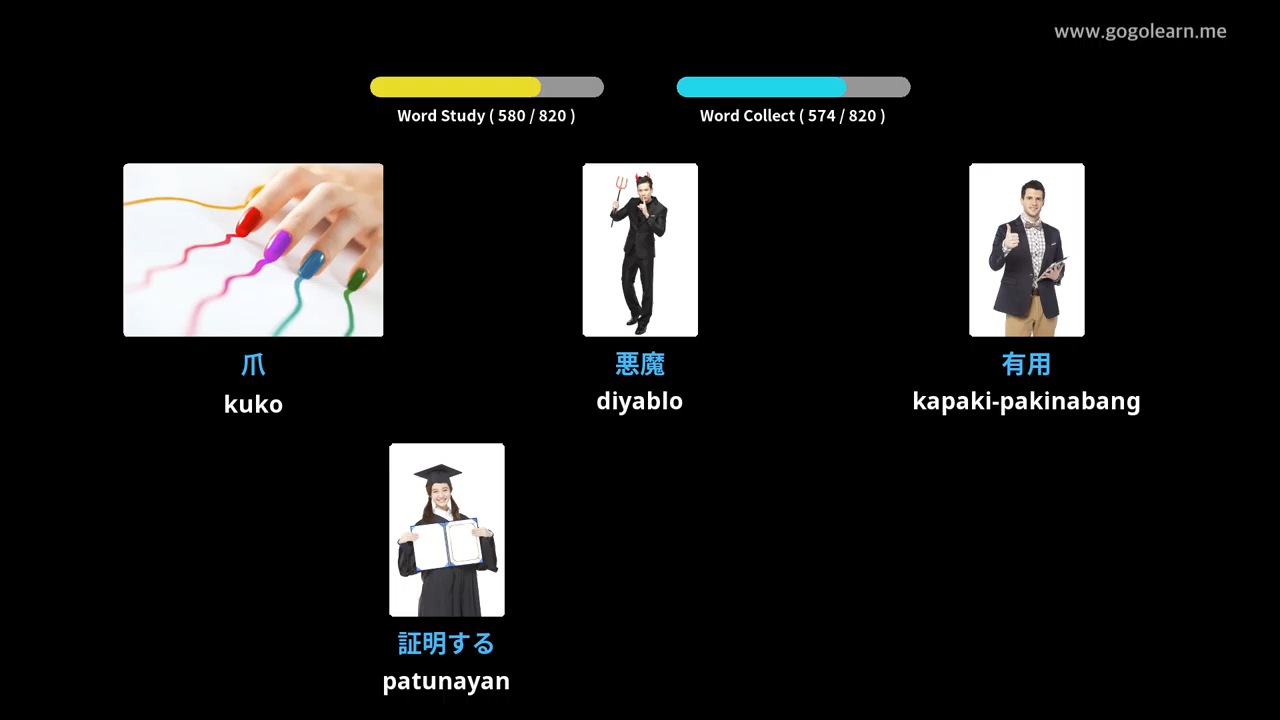 www.gogolearn.me
Word Study ( 580 / 820 )
Word Collect ( 574 / 820 )
爪
kuko
悪魔
diyablo
有用
kapaki-pakinabang
証明する
patunayan